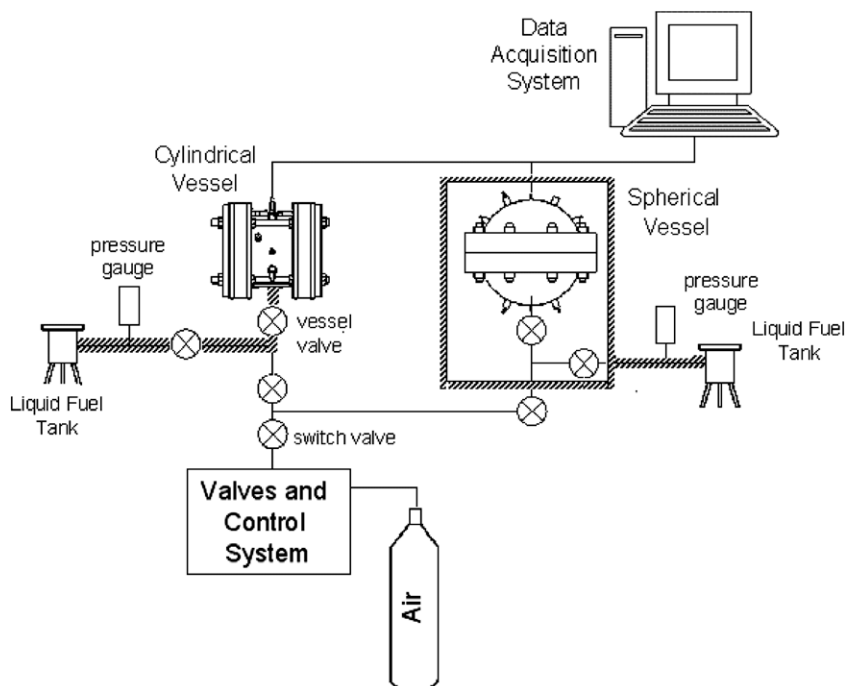 Data
Acquisition
System
Cylindrical
Vessel
Spherical
Vessel
pressure
gauge
vessel
valve
pressure
gauge
Liquid Fuel
Tank
Liquid Fuel
Tank
switch valve
Valves and
Control
System
Air